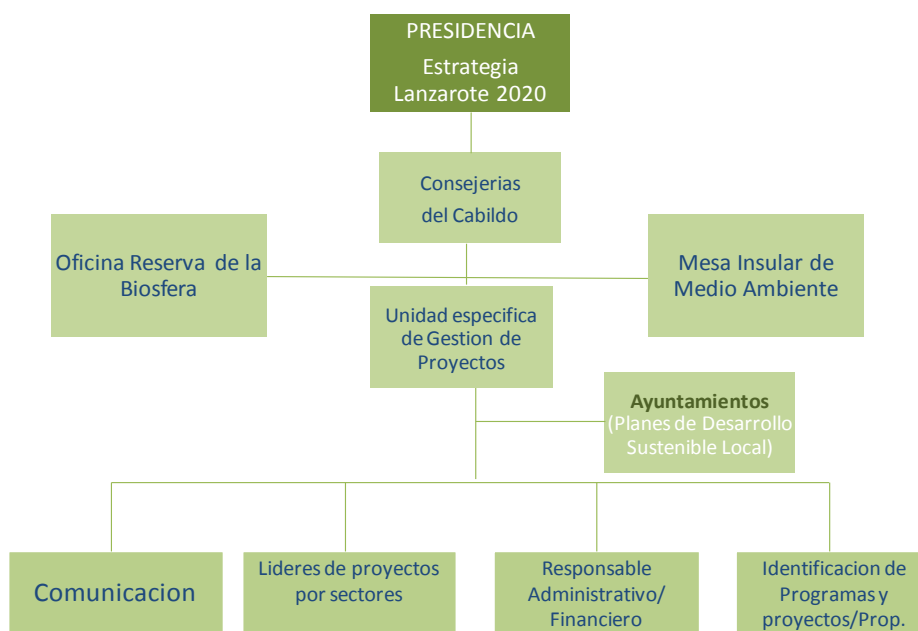 PRESIDENCIA
Estrategia
Lanzarote 2020
Consejerias
del Cabildo
Oficina Reserva de la
Biosfera
Mesa Insular de
Medio Ambiente
Unidad especifica
de Gestion de
Proyectos
Ayuntamientos
(Planes de Desarrollo
Sustenible Local)
Comunicacion
Lideres de proyectos
por sectores
Responsable
Administrativo/
Financiero
Identificacion de
Programas y
proyectos/Prop.